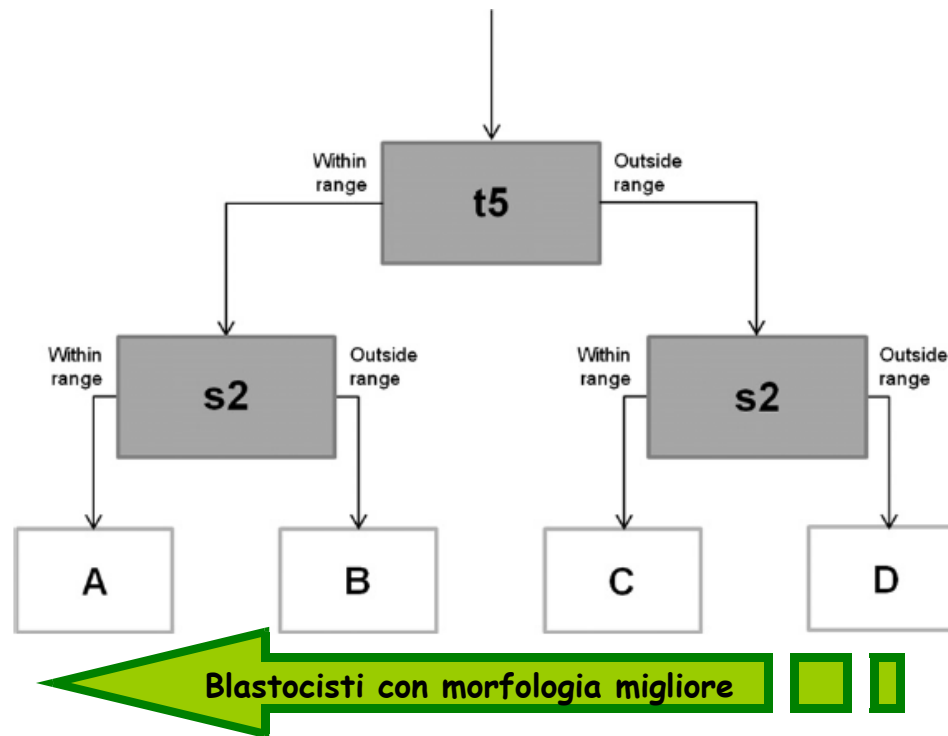 Within
range
Outside
range
t5
Within
range
Outside
range
s2
Within
range
Outside
range
s2
A
B
C
D
Blastocisti con morfologia migliore